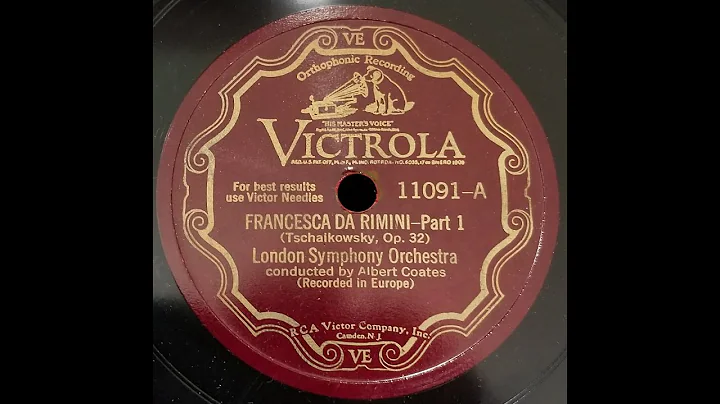 VE
Orthophonic Recording
"HIS MASTER'S VOICE"
VICTROLA
For best results
use Victor Needles
11091-A
FRANCESCA DA RIMINI-Part 1
(Tschaikowsky, Op. 32)
London Symphony Orchestra
conducted by Albert Coates
(Recorded in Europe)
RCA Victor Company, Inc.
Camden, N.J.
VE